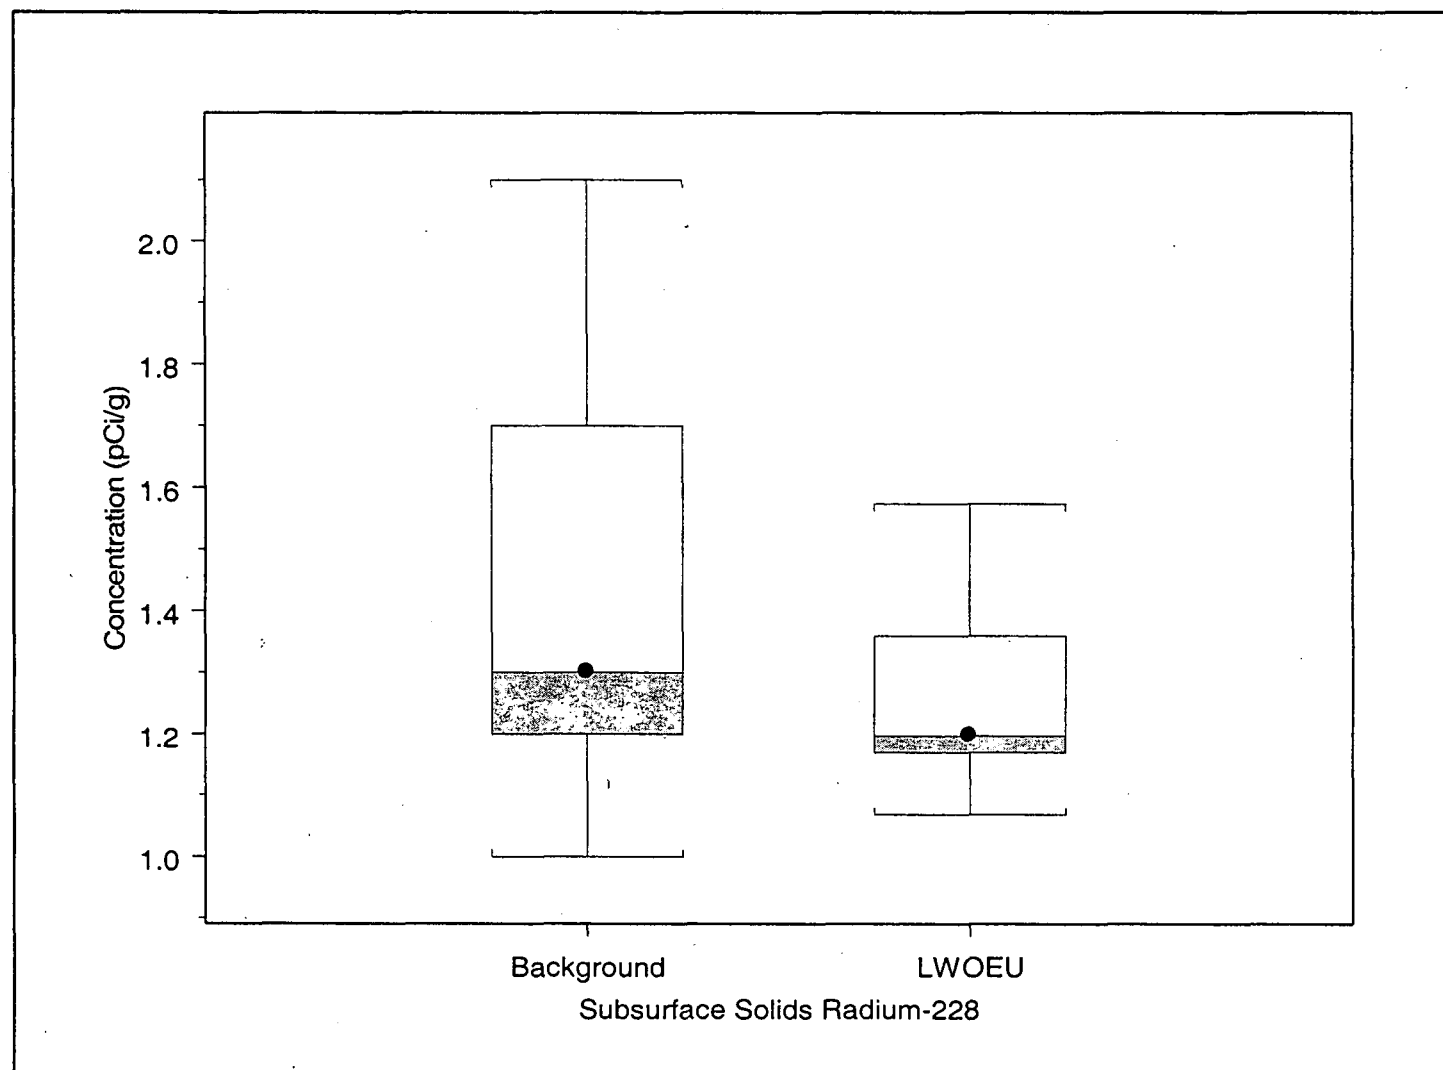 2.0
1.8
1.6
1.4
1.2
1.0
Concentration (pCi/g)
Background LWOEU
Subsurface Solids Radium-228